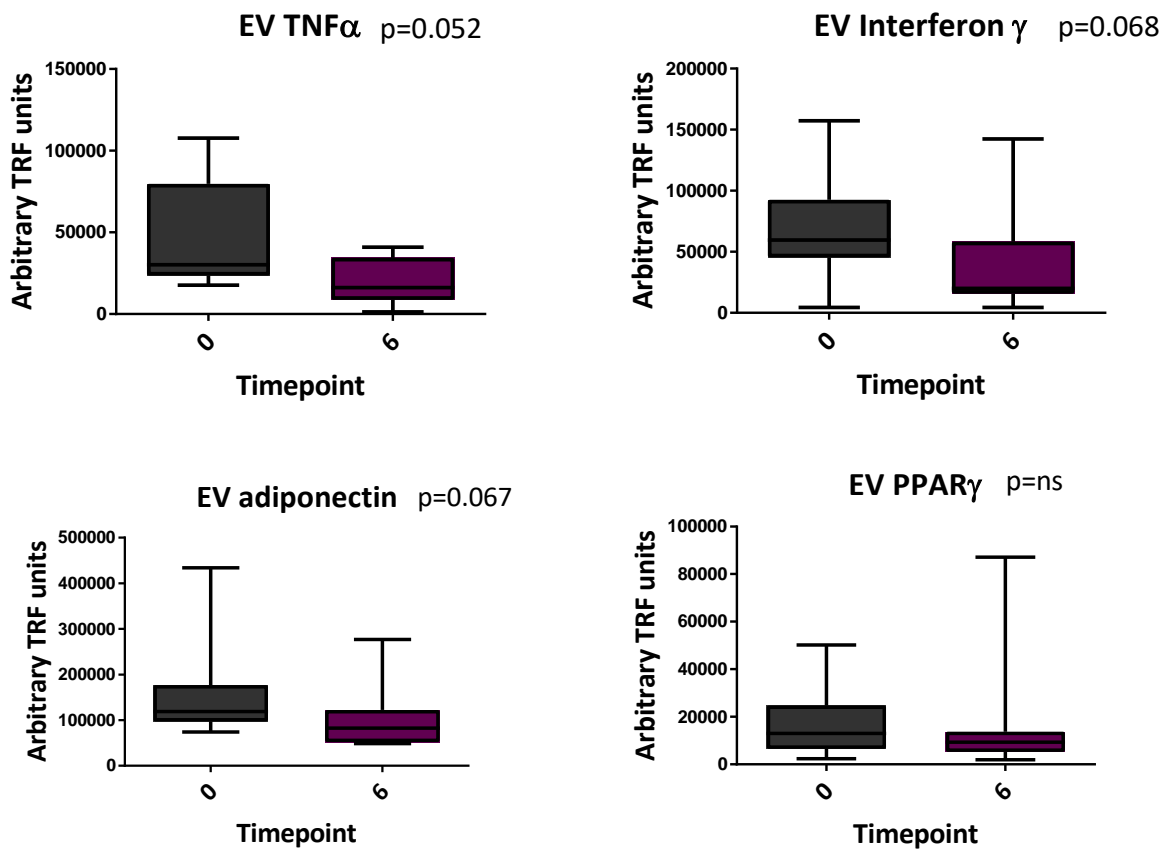 EV TNFα p=0.052
Arbitrary TRF units
150000
100000
50000
0
0 6
Timepoint
EV Interferon γ p=0.068
Arbitrary TRF units
200000
150000
100000
50000
0
0 6
Timepoint
EV adiponectin p=0.067
Arbitrary TRF units
500000
400000
300000
200000
100000
0
0 6
Timepoint
EV PPARγ p=ns
Arbitrary TRF units
100000
80000
60000
40000
20000
0
0 6
Timepoint